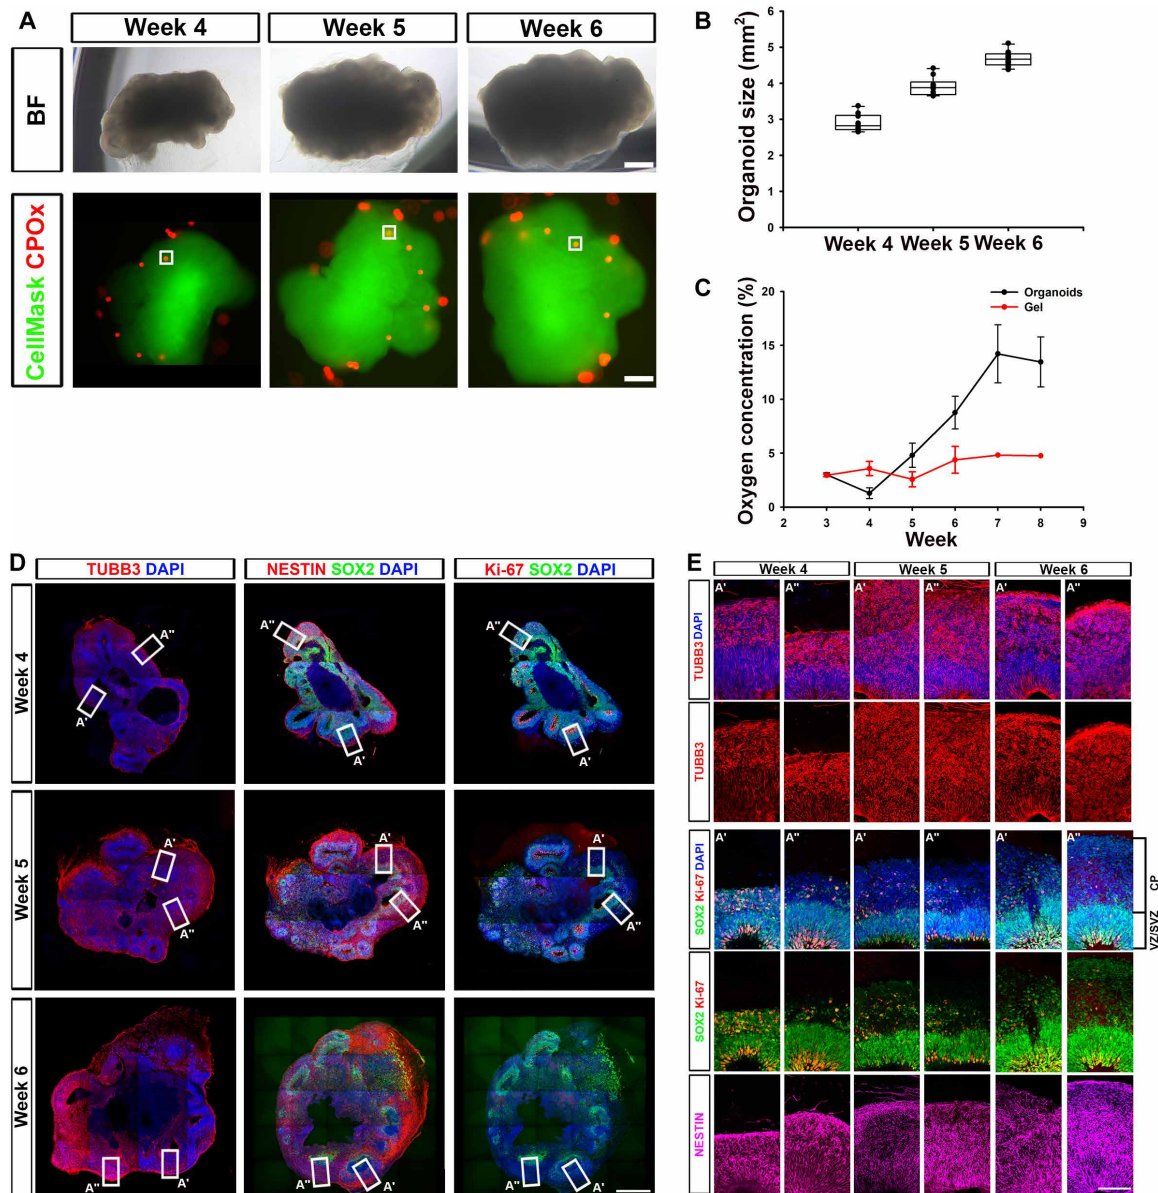 A
Week 4
Week 5
Week 6
BF
CellMask CPOx
B
Organoid size (mm²)
6
5
4
3
2
1
0
Week 4
Week 5
Week 6
C
Oxygen concentration (%)
20
15
10
5
0
Organoids
Gel
2
3
4
5
6
7
8
9
Week
D
TUBB3 DAPI
NESTIN SOX2 DAPI
Ki-67 SOX2 DAPI
Week 4
A"
A'
A"
A'
A"
A'
Week 5
A'
A"
A'
A"
A'
A"
Week 6
A"
A'
A"
A'
A"
A'
E
Week 4
Week 5
Week 6
A'
A"
A'
A"
A'
A"
TUBB3 DAPI
TUBB3
A'
A"
A'
A"
A'
A"
SOX2 Ki-67 DAPI
CP
VZ/SVZ
SOX2 Ki-67
NESTIN